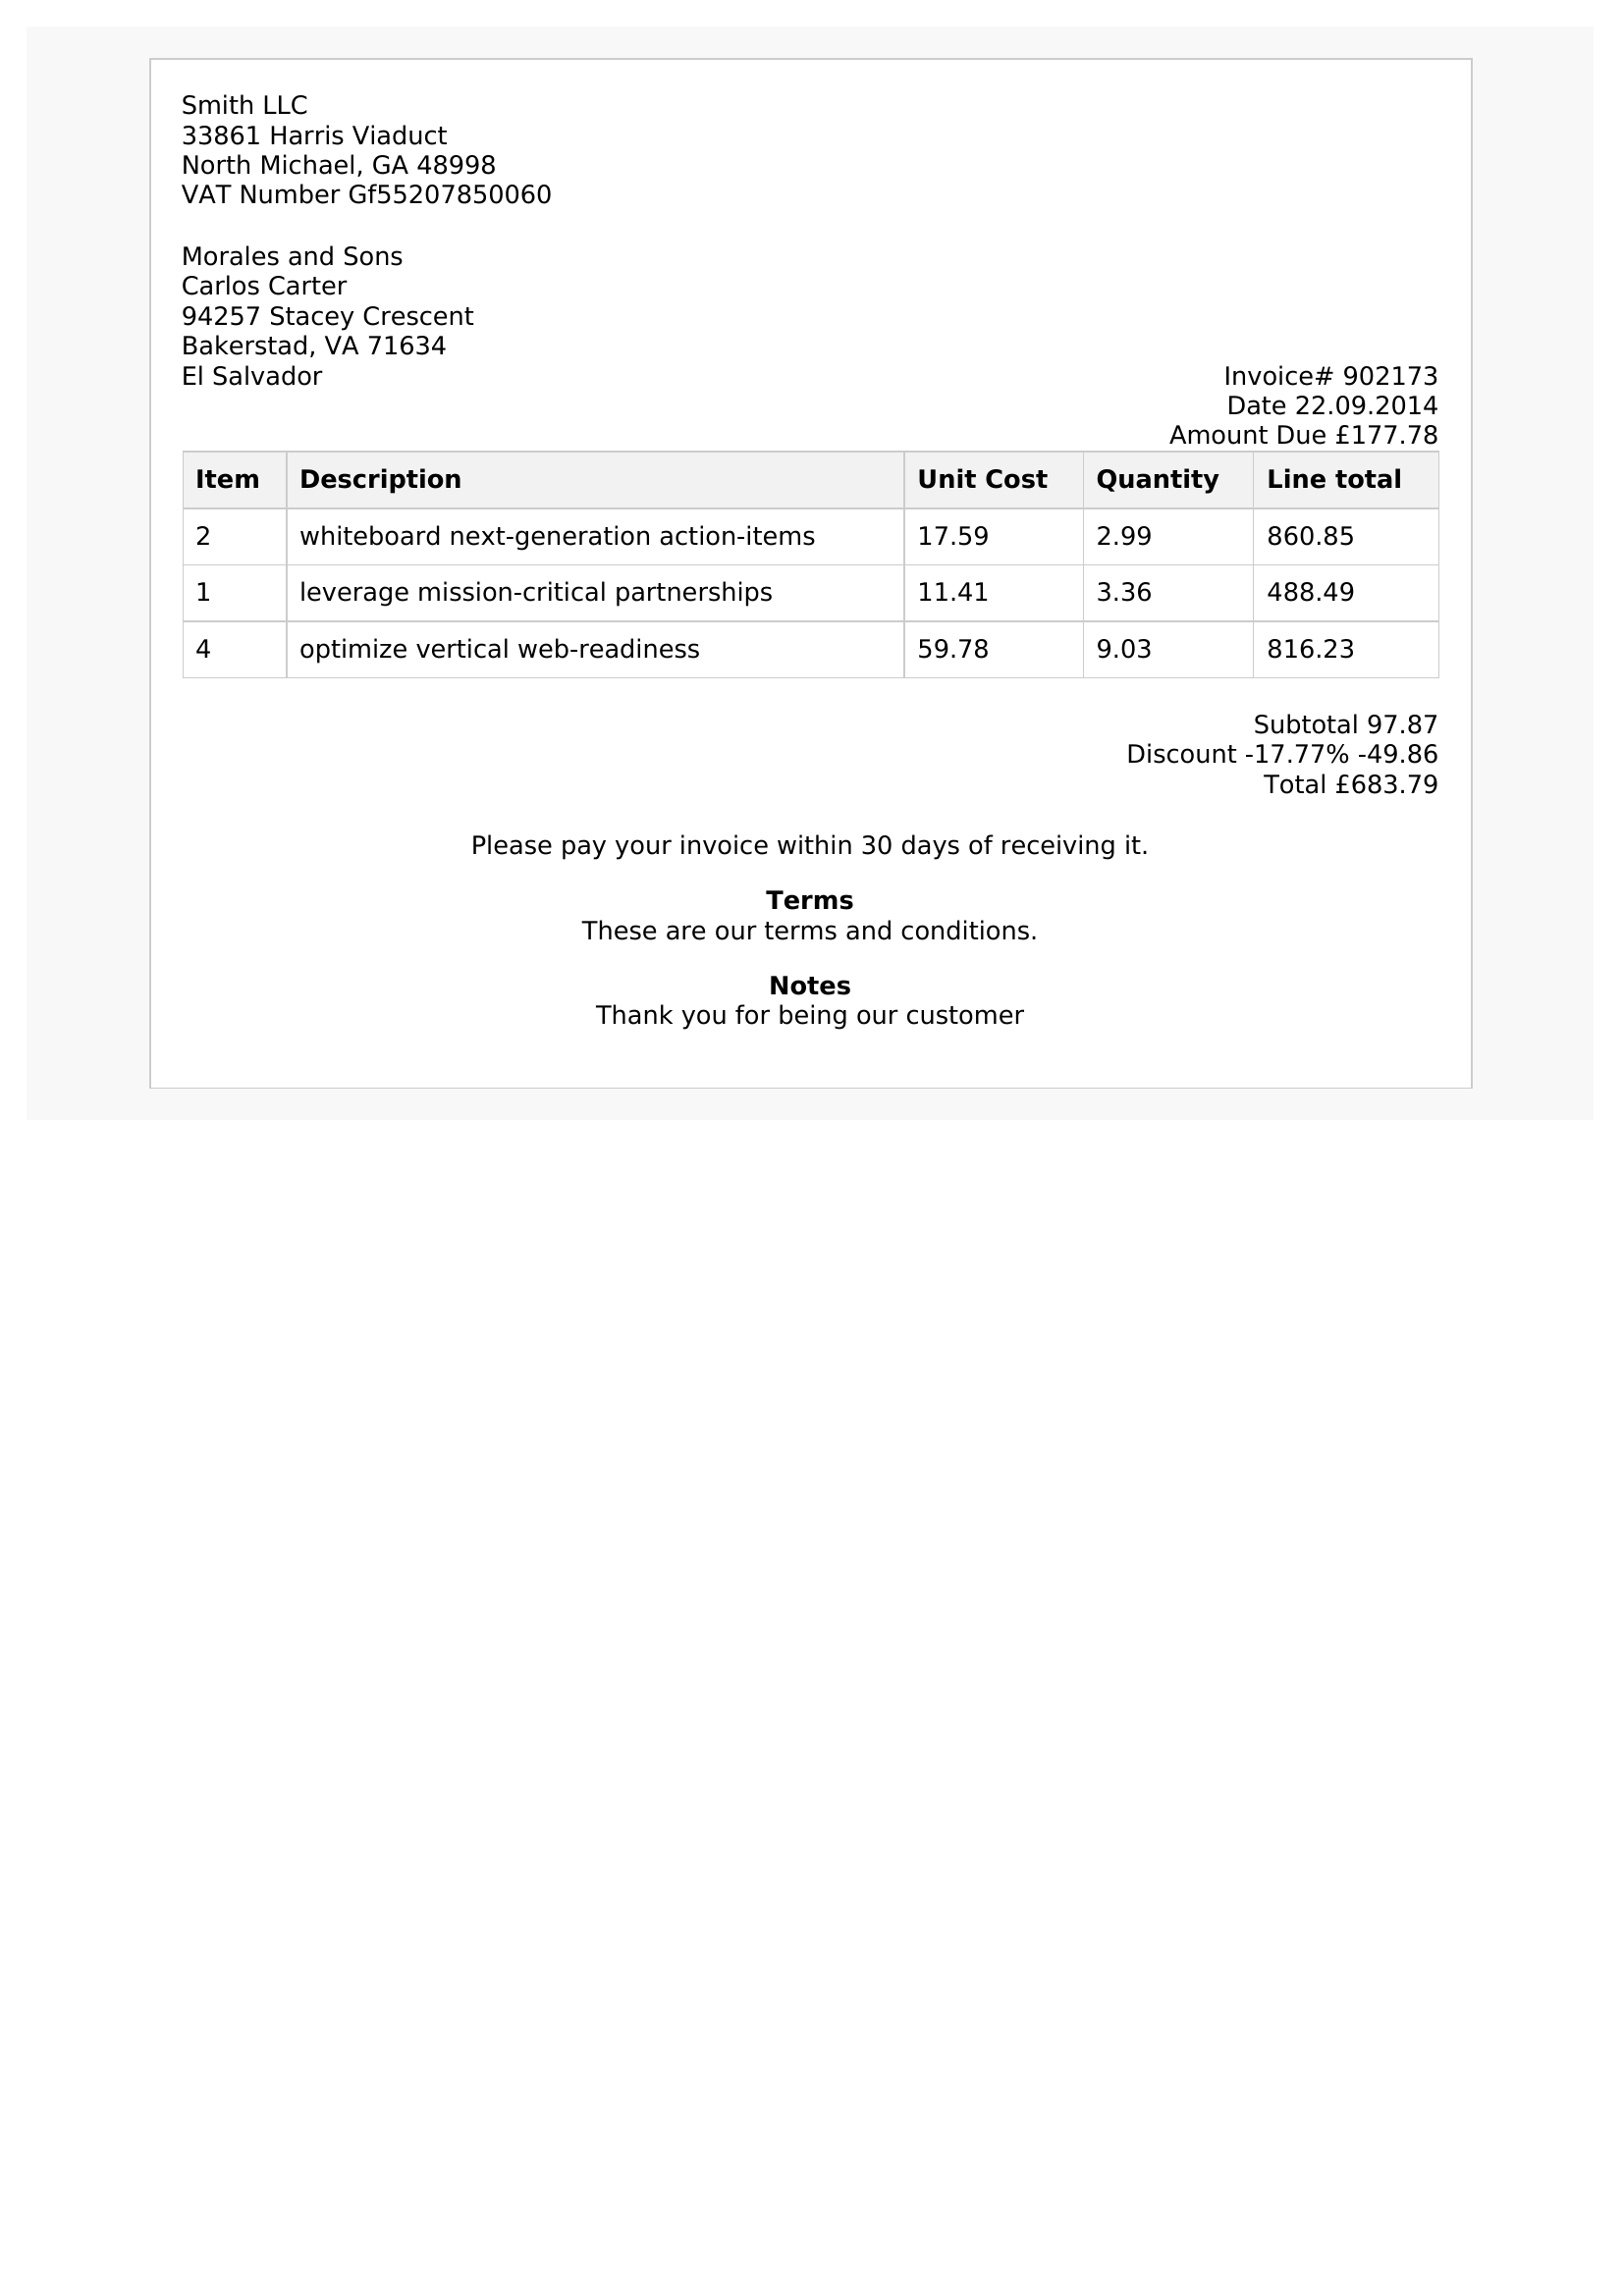 Smith LLC
33861 Harris Viaduct
North Michael, GA 48998
VAT Number Gf55207850060
Morales and Sons
Carlos Carter
94257 Stacey Crescent
Bakerstad, VA 71634
El Salvador
Invoice# 902173
Date 22.09.2014
Amount Due £177.78
Item Description Unit Cost Quantity Line total
2 whiteboard next-generation action-items 17.59 2.99 860.85
1 leverage mission-critical partnerships 11.41 3.36 488.49
4 optimize vertical web-readiness 59.78 9.03 816.23
Subtotal 97.87
Discount -17.77% -49.86
Total £683.79
Please pay your invoice within 30 days of receiving it.
Terms
These are our terms and conditions.
Notes
Thank you for being our customer